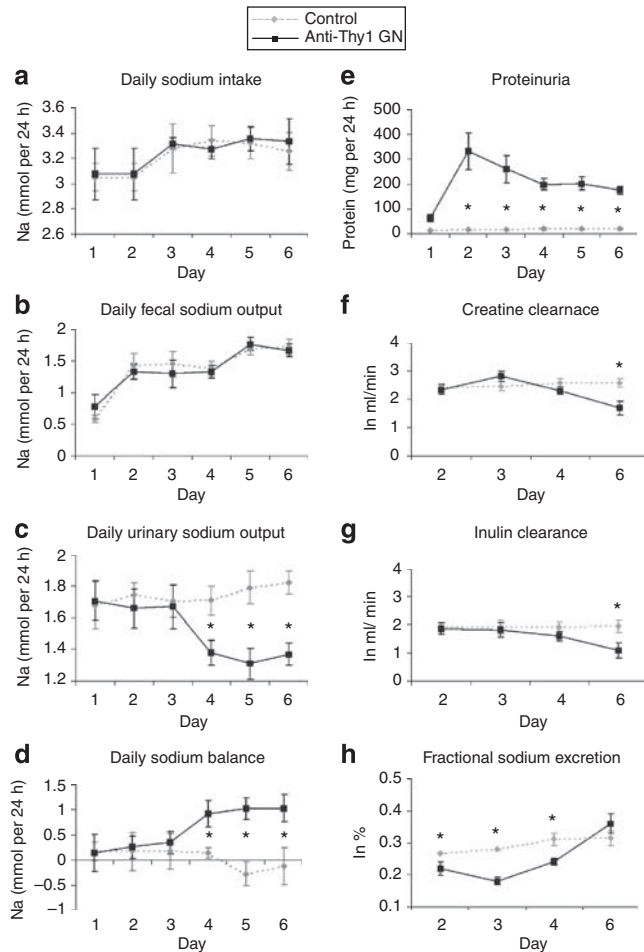 Control
Anti-Thy1 GN
a
Daily sodium intake
Na (mmol per 24 h)
3.6
3.4
3.2
3
2.8
2.6
1 2 3 4 5 6
Day
b
Daily fecal sodium output
Na (mmol per 24 h)
2
1.5
1
0.5
0
1 2 3 4 5 6
Day
c
Daily urinary sodium output
Na (mmol per 24 h)
2
1.8
1.6
1.4
1.2
* * *
1 2 3 4 5 6
Day
d
Daily sodium balance
Na (mmol per 24 h)
1.5
1
0.5
0
−0.5
−1
* * *
1 2 3 4 5 6
Day
e
Proteinuria
Protein (mg per 24 h)
500
400
300
200
100
0
* * * * *
1 2 3 4 5 6
Day
f
Creatine clearnace
In ml/min
4
3
2
1
0
*
2 3 4 6
Day
g
Inulin clearance
In ml/ min
4
3
2
1
0
*
2 3 4 6
Day
h
Fractional sodium excretion
In %
0.5
0.4
0.3
0.2
0.1
* * *
2 3 4 6
Day